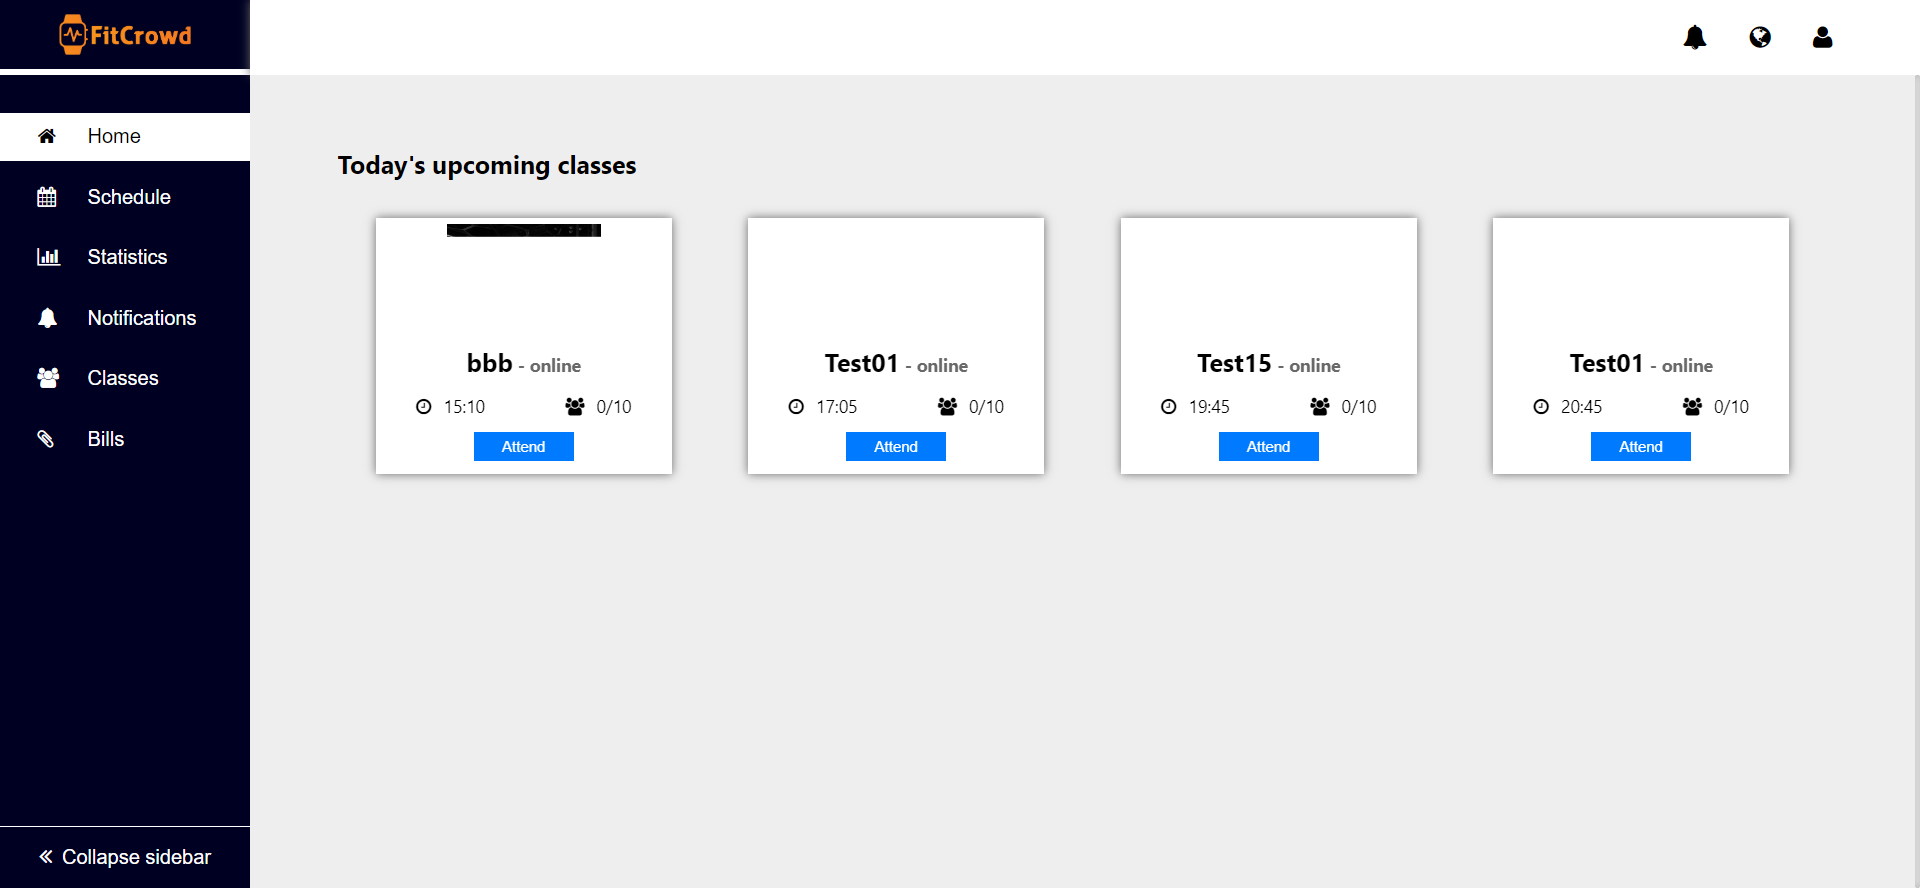 FitCrowd
Home
Schedule
Statistics
Notifications
Classes
Bills
Collapse sidebar
Today's upcoming classes
bbb - online
15:10 0/10
Attend
Test01 - online
17:05 0/10
Attend
Test15 - online
19:45 0/10
Attend
Test01 - online
20:45 0/10
Attend